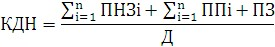 КДН = (∑ⁿᵢ₌₁ ПНЗi + ∑ⁿᵢ₌₁ ППi + ПЗ) / Д